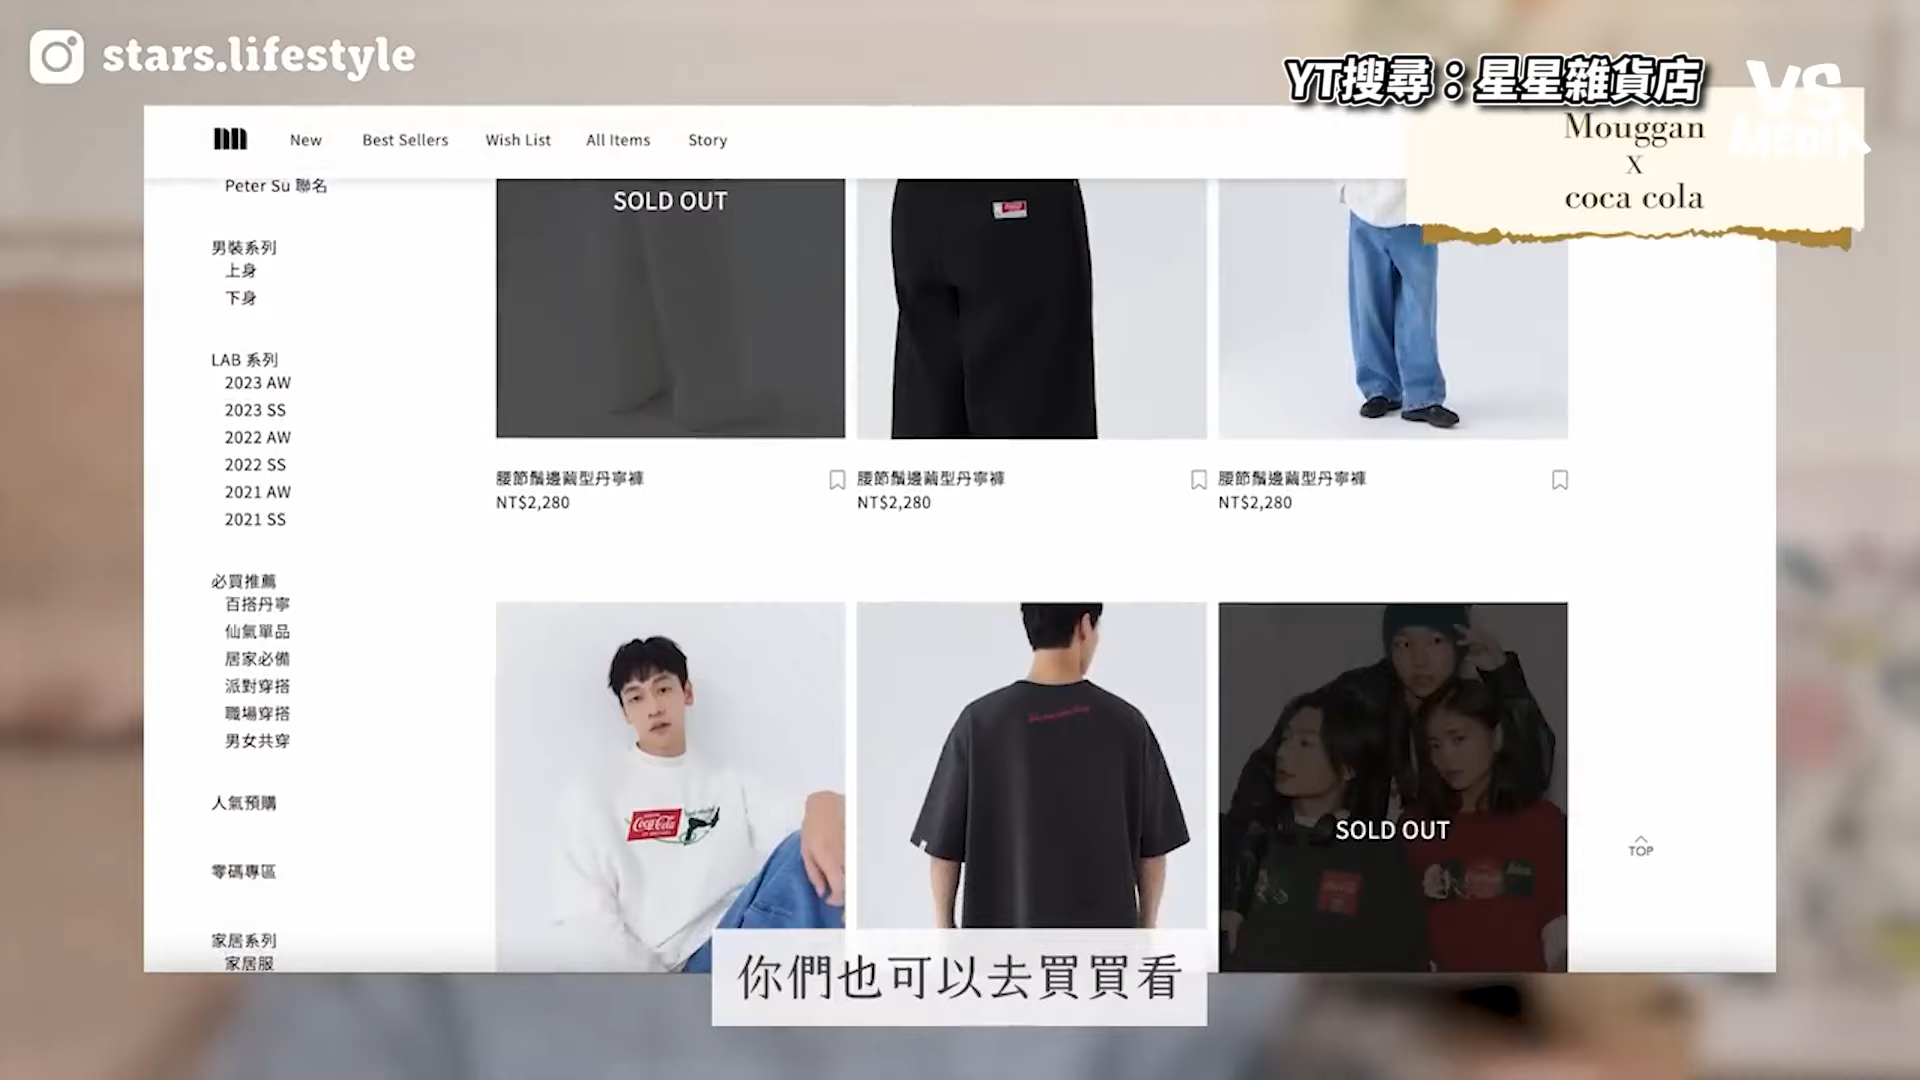 stars.lifestyle
YT搜尋：星星雜貨店
VS
MEDIA
Mouggan
X
coca cola
New
Best Sellers
Wish List
All Items
Story
Peter Su 聯名
男裝系列
上身
下身
LAB 系列
2023 AW
2023 SS
2022 AW
2022 SS
2021 AW
2021 SS
必買推薦
百搭丹寧
仙氣單品
居家必備
派對穿搭
職場穿搭
男女共穿
人氣預購
零碼專區
家居系列
家居服
SOLD OUT
腰節鬚邊繭型丹寧褲
NT$2,280
腰節鬚邊繭型丹寧褲
NT$2,280
腰節鬚邊繭型丹寧褲
NT$2,280
Coca-Cola
SOLD OUT
TOP
你們也可以去買買看